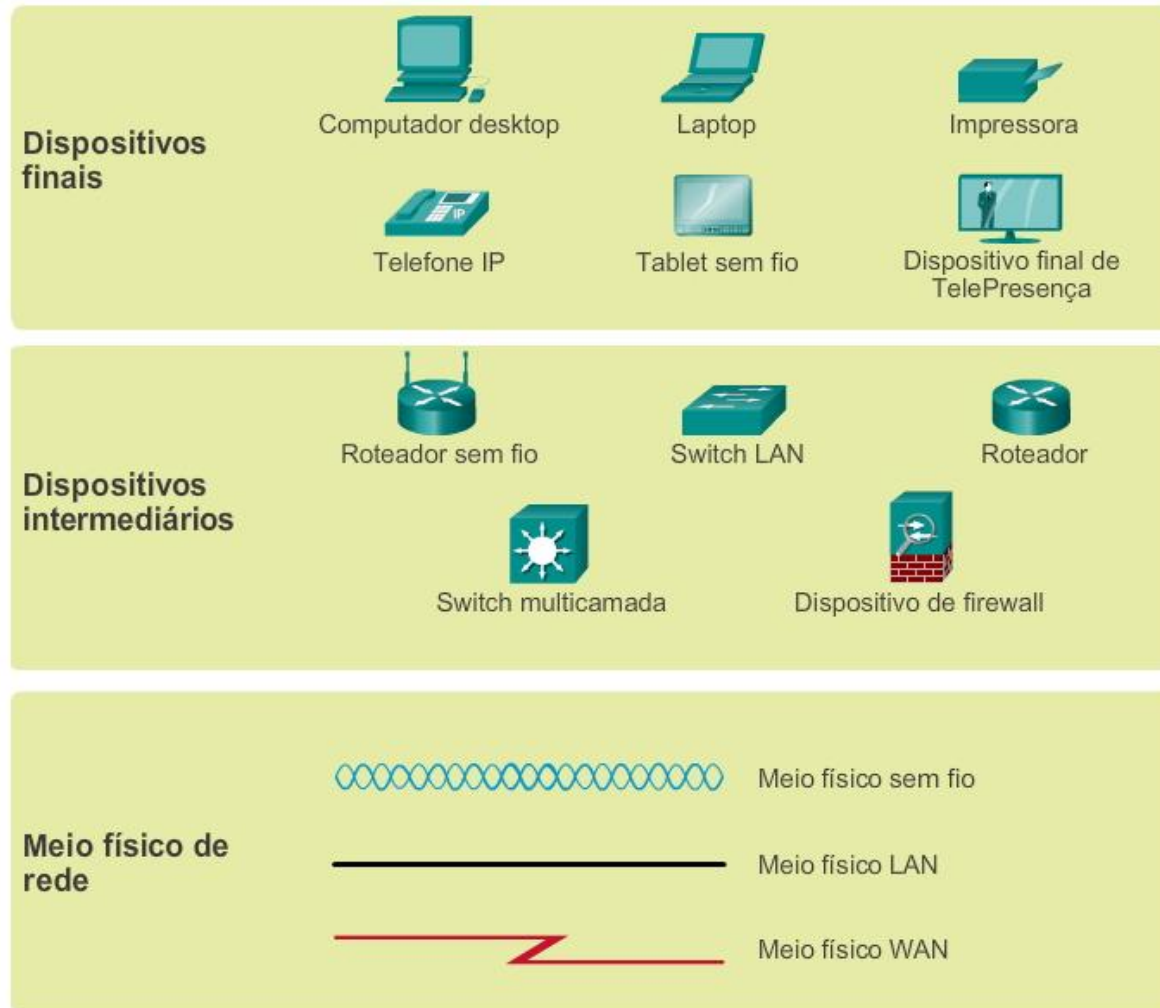 Dispositivos
finais
Computador desktop
Laptop
Impressora
IP
Telefone IP
Tablet sem fio
Dispositivo final de
TelePresença
Dispositivos
intermediários
Roteador sem fio
Switch LAN
Roteador
Switch multicamada
Dispositivo de firewall
Meio físico de
rede
Meio físico sem fio
Meio físico LAN
Meio físico WAN